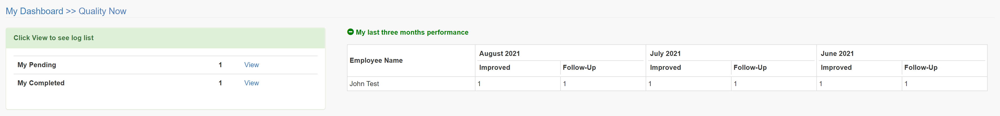 My Dashboard >> Quality Now
Click View to see log list
My Pending 1 View
My Completed 1 View
My last three months performance
Employee Name August 2021 July 2021 June 2021
Improved Follow-Up Improved Follow-Up Improved Follow-Up
John Test 1 1 1 1 1 1